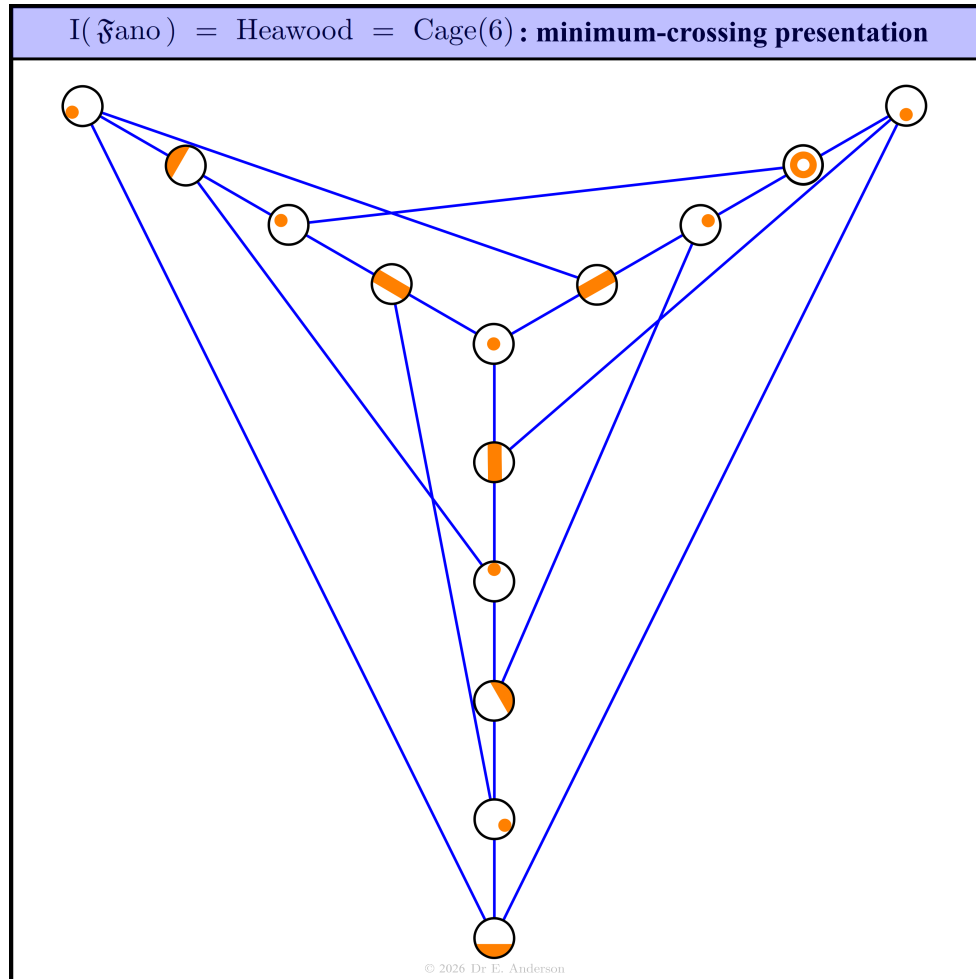 I( 𝕱ano ) = Heawood = Cage(6) : minimum-crossing presentation
© 2026 Dr E. Anderson